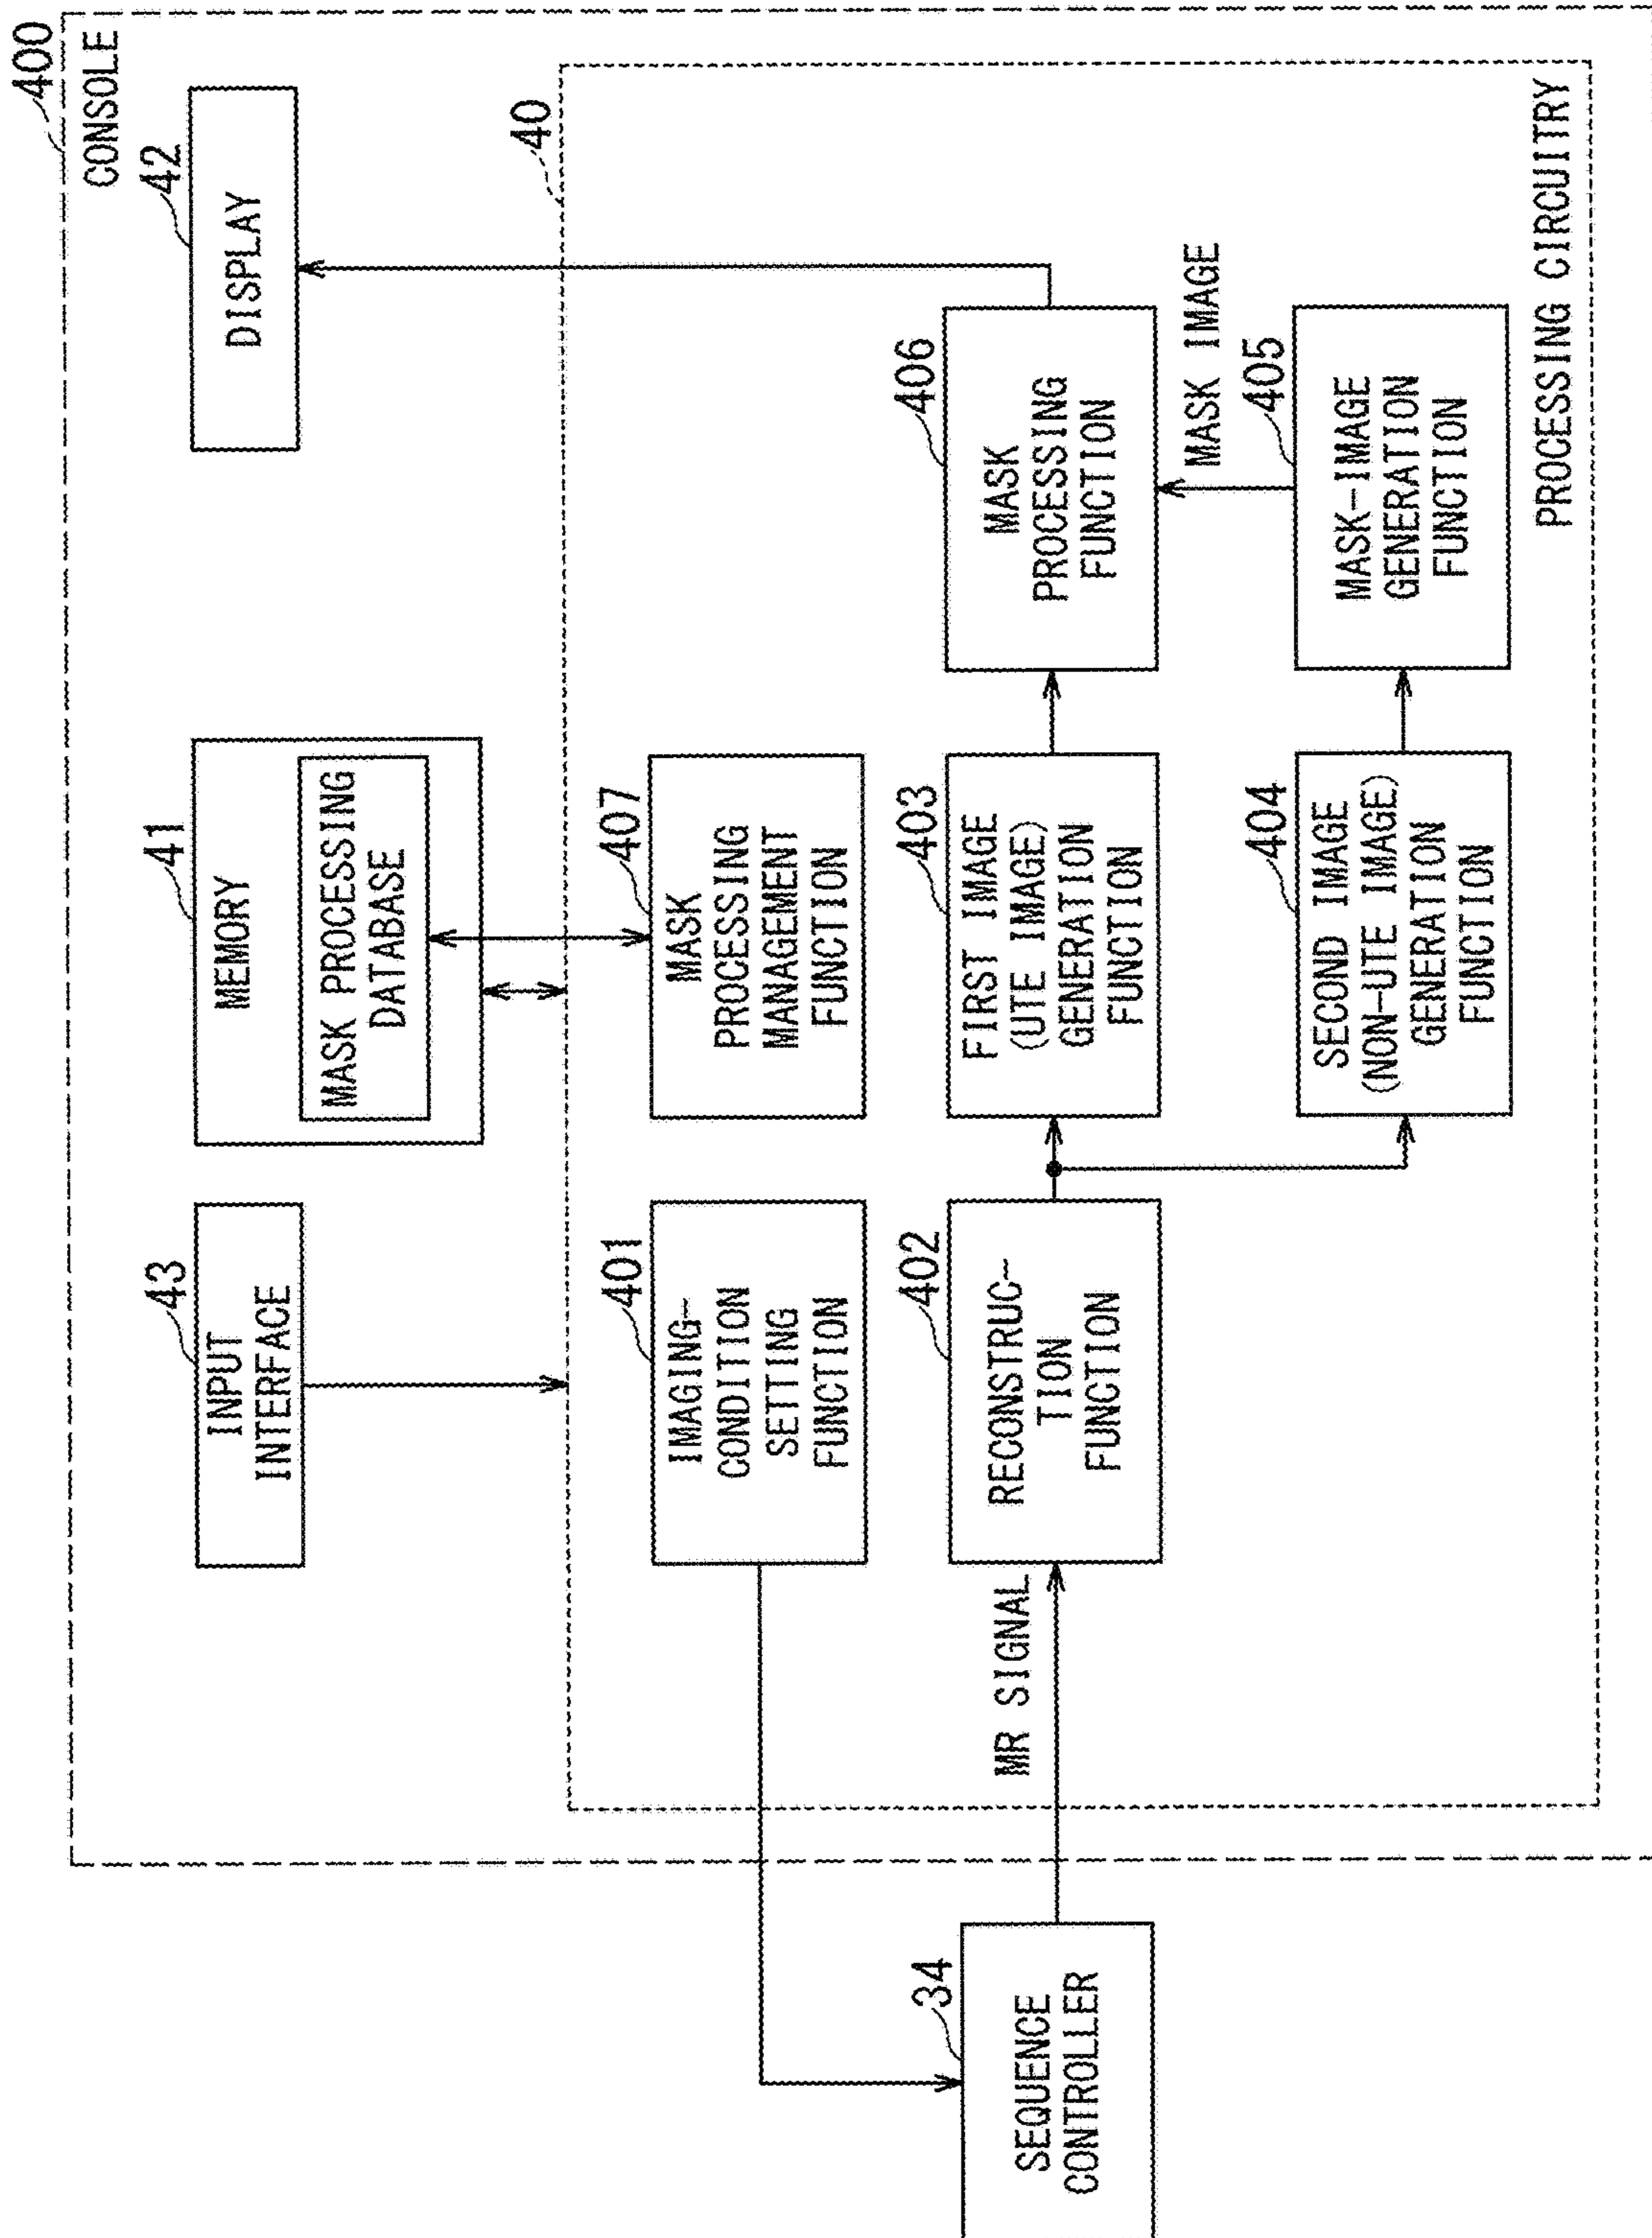 400
CONSOLE
43
INPUT
INTERFACE
41
MEMORY
MASK PROCESSING
DATABASE
42
DISPLAY
40
401
IMAGING-
CONDITION
SETTING
FUNCTION
407
MASK
PROCESSING
MANAGEMENT
FUNCTION
34
SEQUENCE
CONTROLLER
MR SIGNAL
402
RECONSTRUC-
TION
FUNCTION
403
FIRST IMAGE
(UTE IMAGE)
GENERATION
FUNCTION
406
MASK
PROCESSING
FUNCTION
MASK IMAGE
404
SECOND IMAGE
(NON-UTE IMAGE)
GENERATION
FUNCTION
405
MASK-IMAGE
GENERATION
FUNCTION
PROCESSING CIRCUITRY